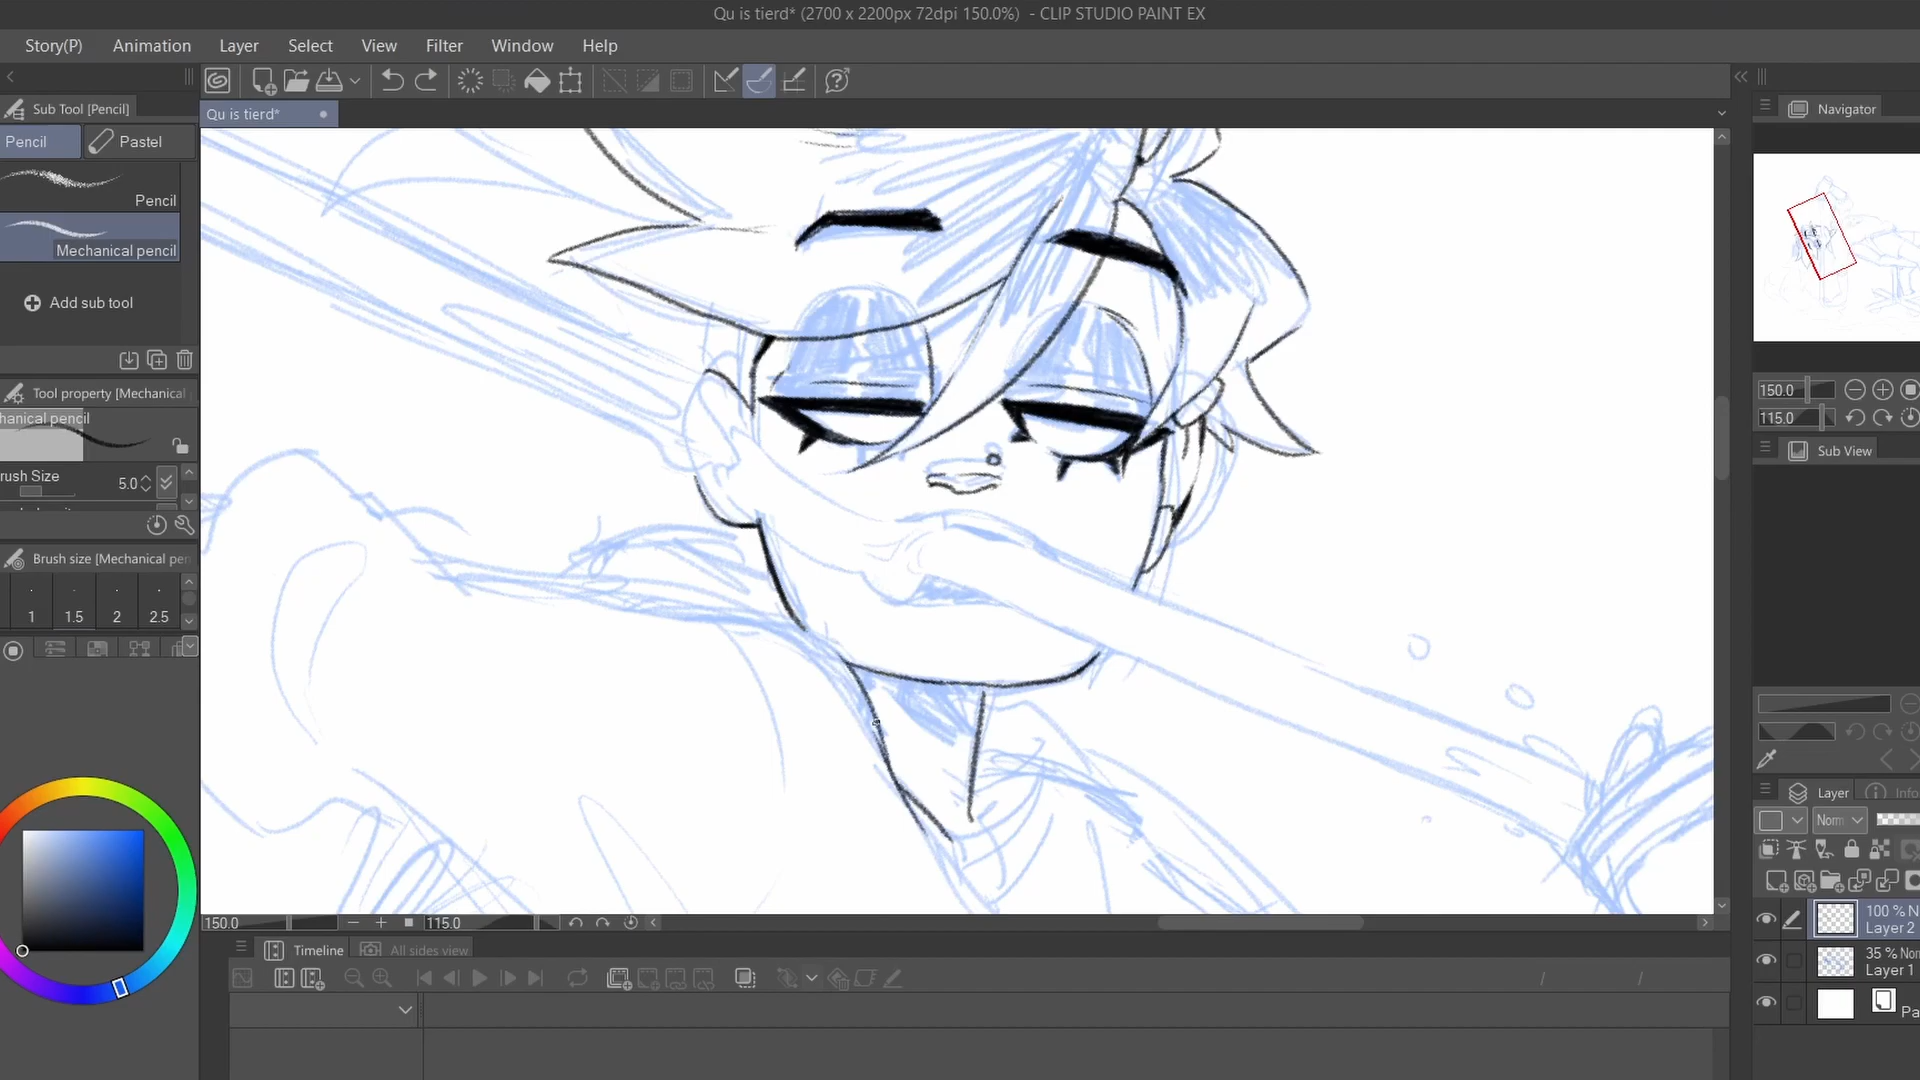 Qu is tierd* (2700 x 2200px 72dpi 150.0%) - CLIP STUDIO PAINT EX
Story(P) Animation Layer Select View Filter Window Help
Sub Tool [Pencil]
Pencil Pastel
Pencil
Mechanical pencil
Add sub tool
Tool property [Mechanical
hanical pencil
rush Size 5.0
Brush size [Mechanical pen
1 1.5 2 2.5
Qu is tierd*
150.0 115.0
Timeline All sides view
Navigator
150.0
115.0
Sub View
Layer Info
Norm
100 % N
Layer 2
35 % Non
Layer 1
Pa